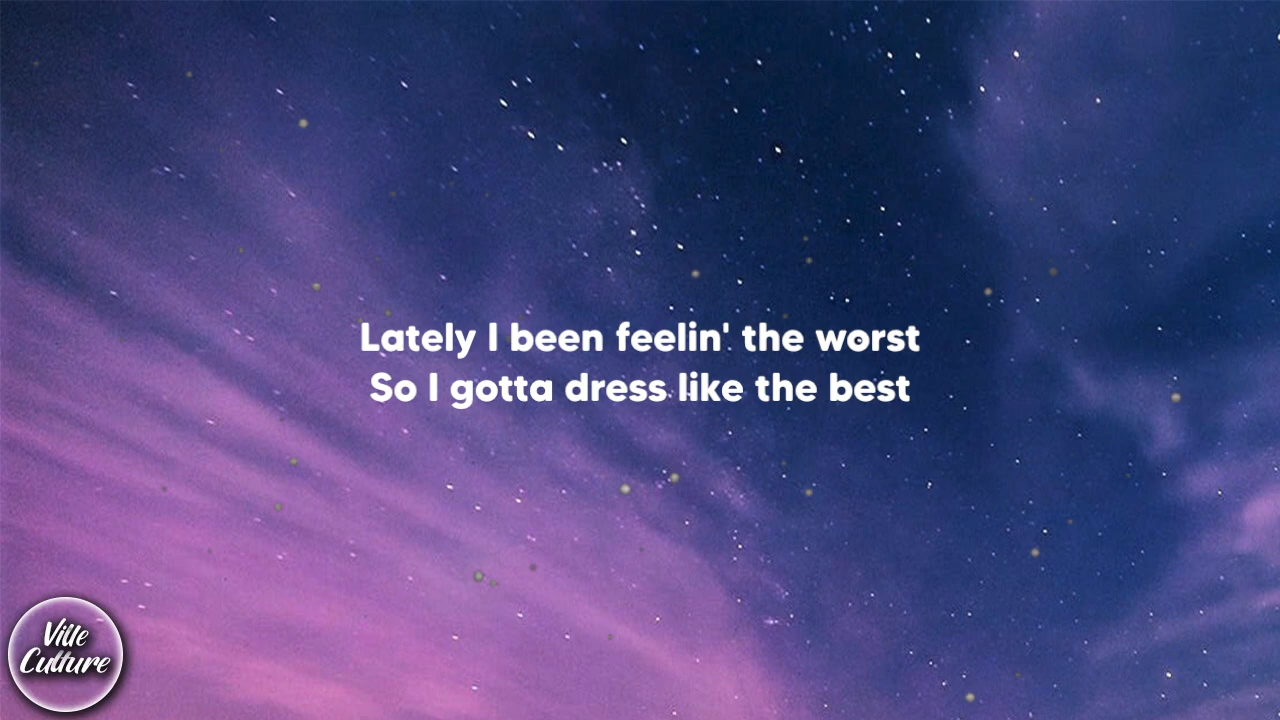 Lately I been feelin' the worst
So I gotta dress like the best
Ville
Culture